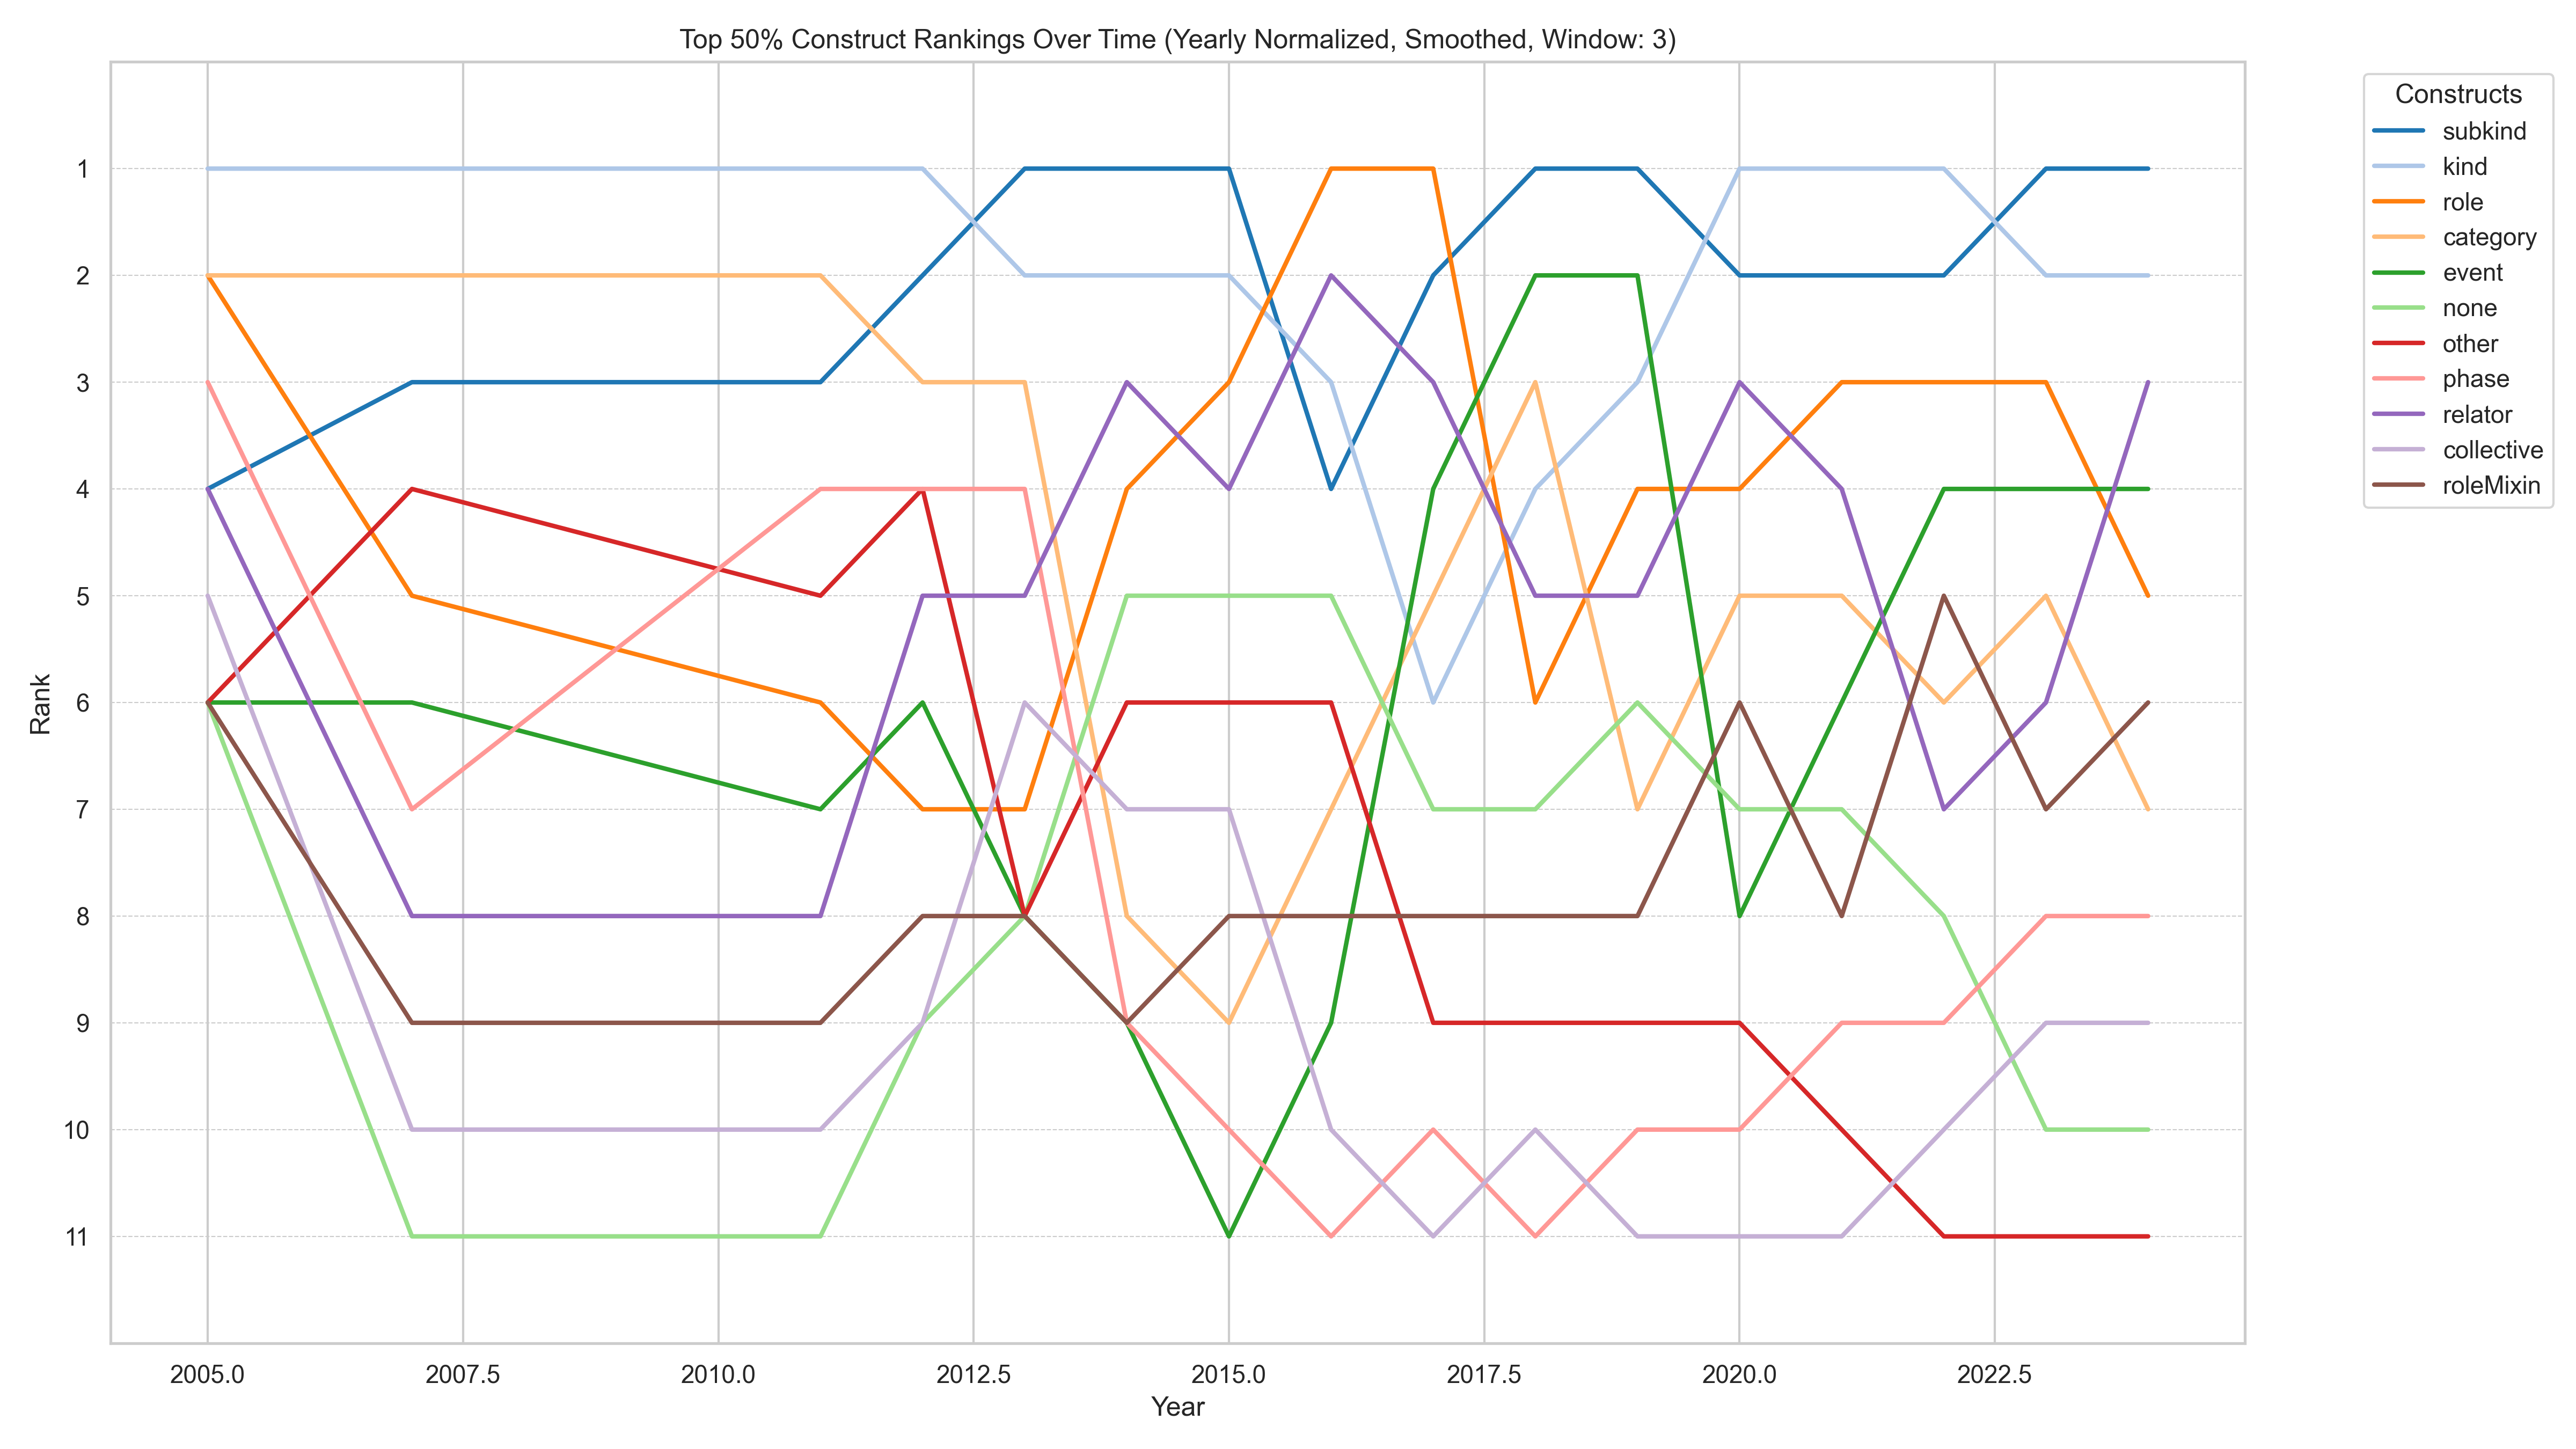 Top 50% Construct Rankings Over Time (Yearly Normalized, Smoothed, Window: 3)
Constructs
subkind
kind
role
category
event
none
other
phase
relator
collective
roleMixin
Rank
1
2
3
4
5
6
7
8
9
10
11
2005.0 2007.5 2010.0 2012.5 2015.0 2017.5 2020.0 2022.5
Year